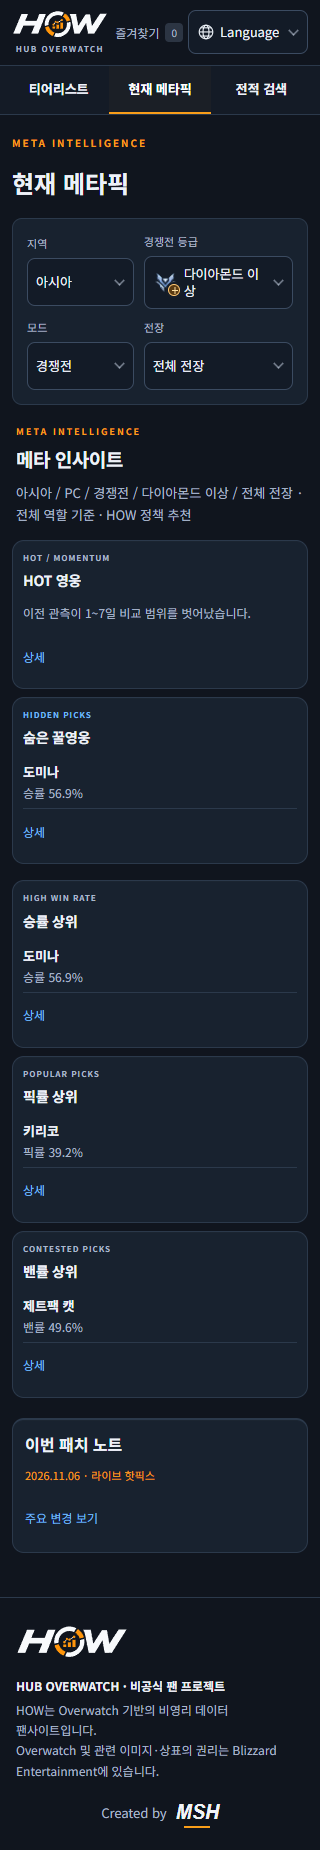 HOW
HUB OVERWATCH
즐겨찾기 0
Language
티어리스트
현재 메타픽
전적 검색
META INTELLIGENCE
현재 메타픽
지역
경쟁전 등급
아시아
다이아몬드 이
상
모드
전장
경쟁전
전체 전장
META INTELLIGENCE
메타 인사이트
아시아 / PC / 경쟁전 / 다이아몬드 이상 / 전체 전장 ·
전체 역할 기준 · HOW 정책 추천
HOT / MOMENTUM
HOT 영웅
이전 관측이 1~7일 비교 범위를 벗어났습니다.
상세
HIDDEN PICKS
숨은 꿀영웅
도미나
승률 56.9%
상세
HIGH WIN RATE
승률 상위
도미나
승률 56.9%
상세
POPULAR PICKS
픽률 상위
키리코
픽률 39.2%
상세
CONTESTED PICKS
밴률 상위
제트팩 캣
밴률 49.6%
상세
이번 패치 노트
2026.11.06 · 라이브 핫픽스
주요 변경 보기
HOW
HUB OVERWATCH · 비공식 팬 프로젝트
HOW는 Overwatch 기반의 비영리 데이터
팬사이트입니다.
Overwatch 및 관련 이미지·상표의 권리는 Blizzard
Entertainment에 있습니다.
Created by MSH